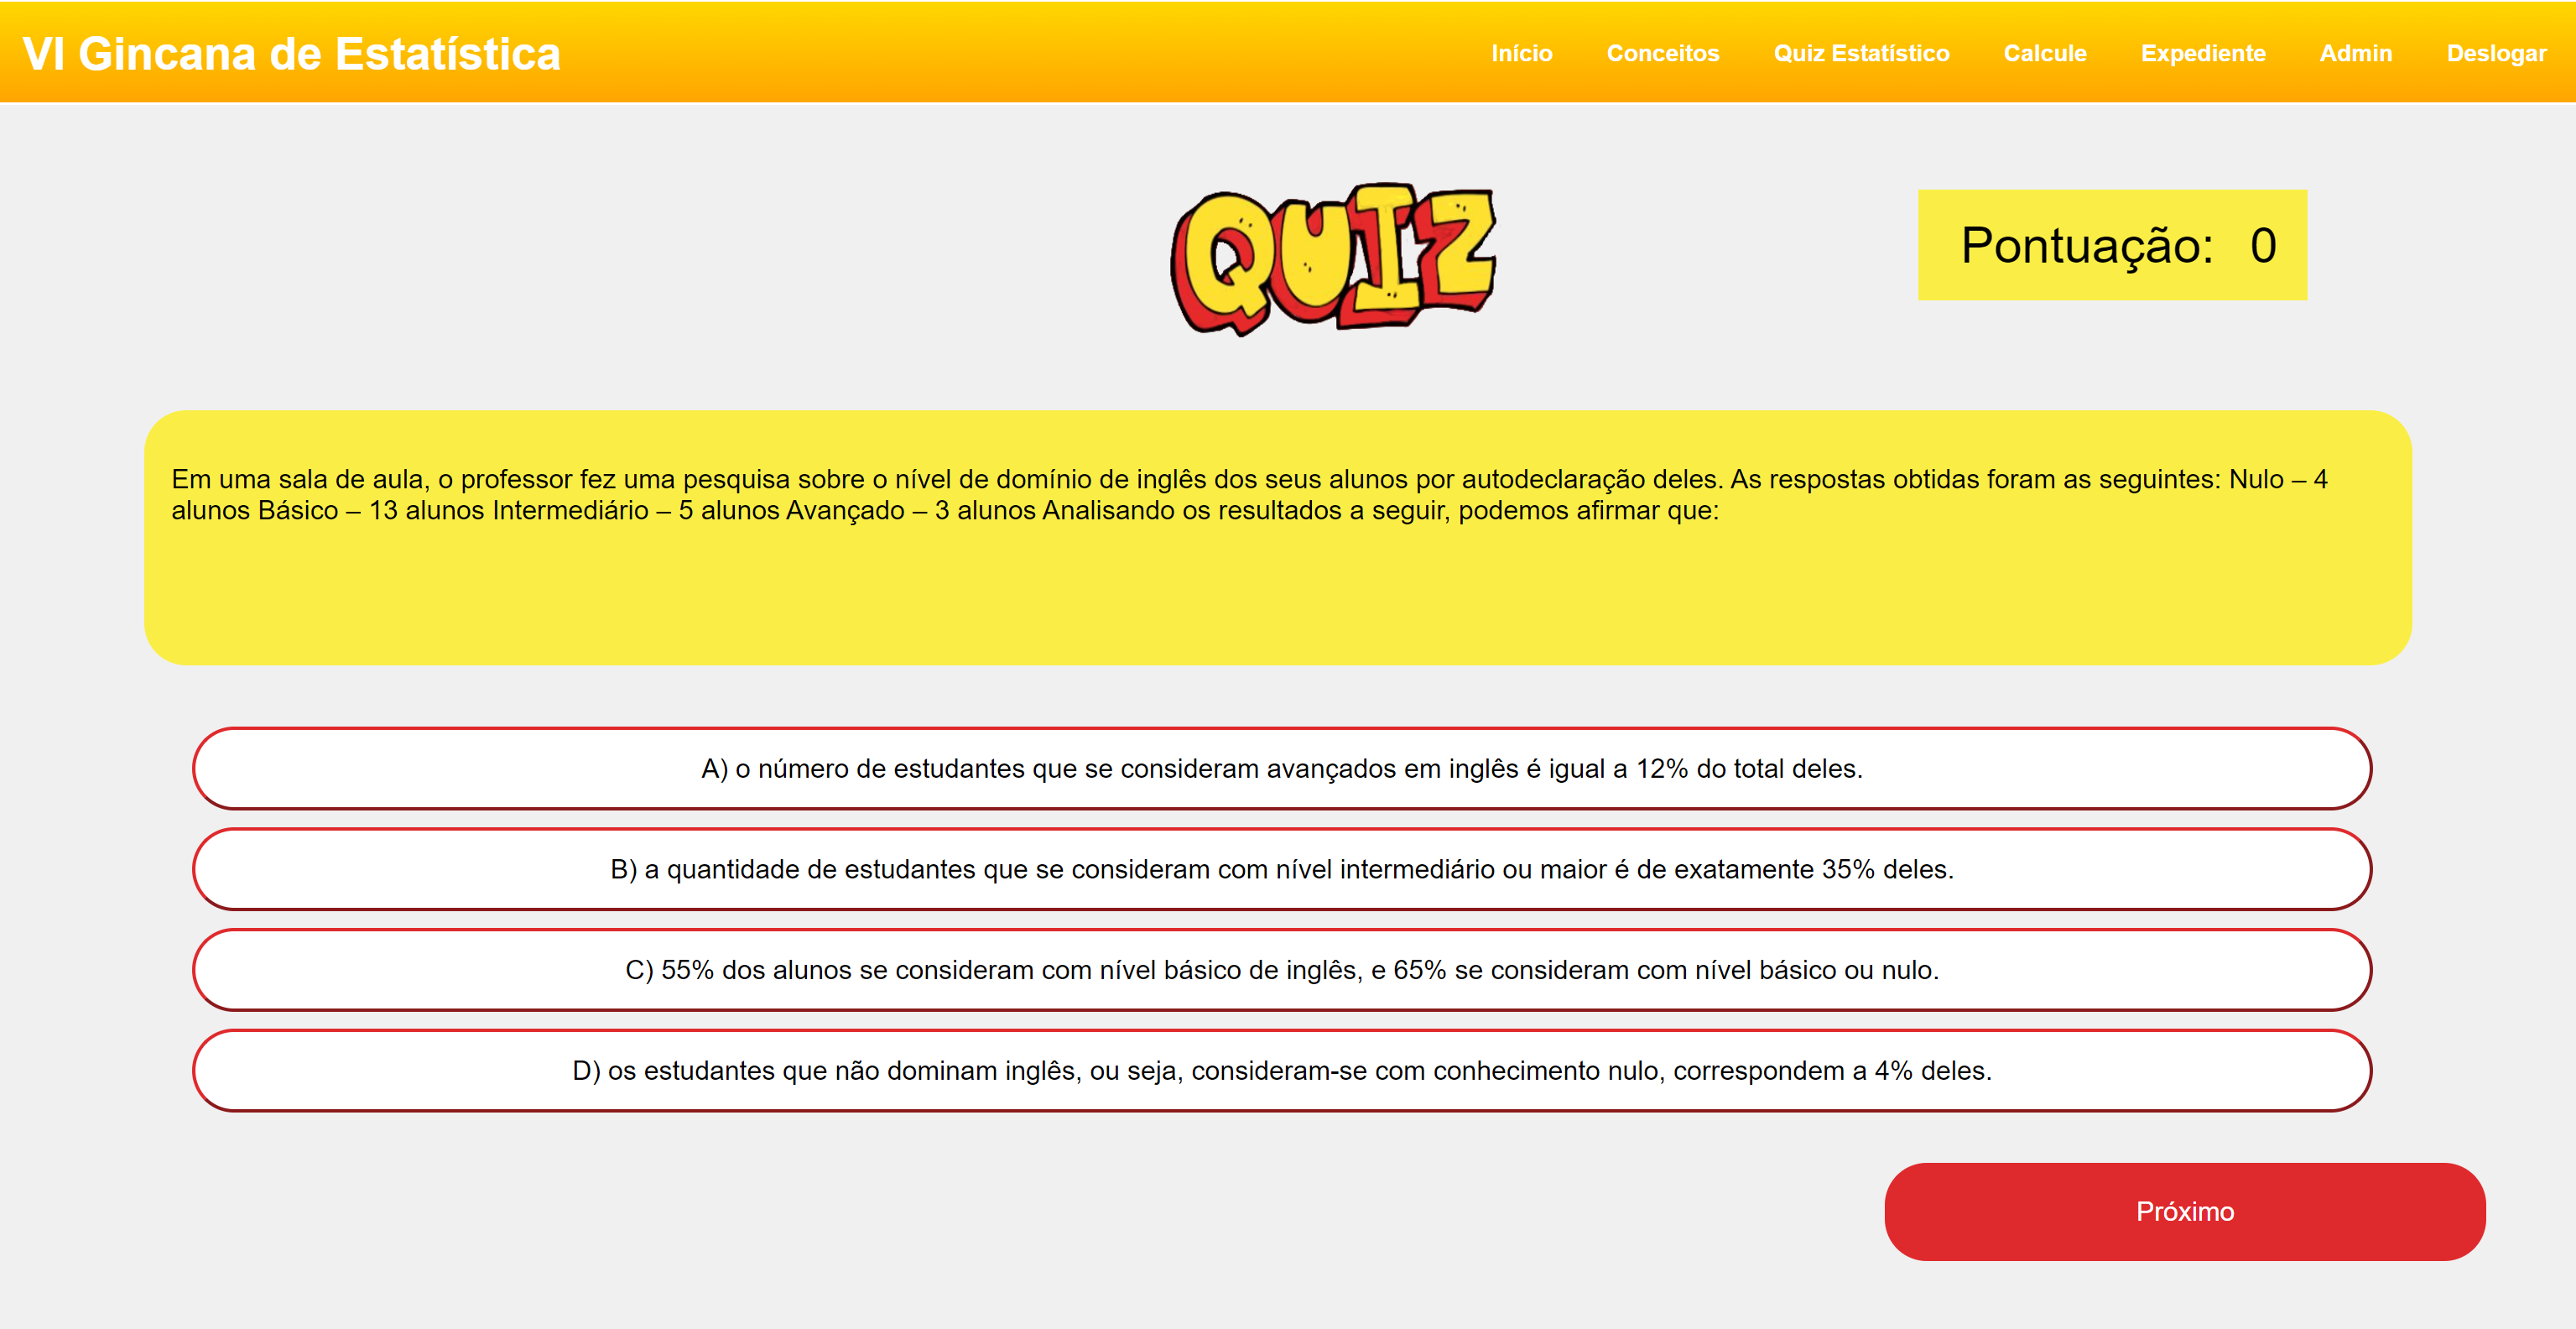 VI Gincana de Estatística
Início Conceitos Quiz Estatístico Calcule Expediente Admin Deslogar
QUIZ
Pontuação: 0
Em uma sala de aula, o professor fez uma pesquisa sobre o nível de domínio de inglês dos seus alunos por autodeclaração deles. As respostas obtidas foram as seguintes: Nulo – 4
alunos Básico – 13 alunos Intermediário – 5 alunos Avançado – 3 alunos Analisando os resultados a seguir, podemos afirmar que:
A) o número de estudantes que se consideram avançados em inglês é igual a 12% do total deles.
B) a quantidade de estudantes que se consideram com nível intermediário ou maior é de exatamente 35% deles.
C) 55% dos alunos se consideram com nível básico de inglês, e 65% se consideram com nível básico ou nulo.
D) os estudantes que não dominam inglês, ou seja, consideram-se com conhecimento nulo, correspondem a 4% deles.
Próximo